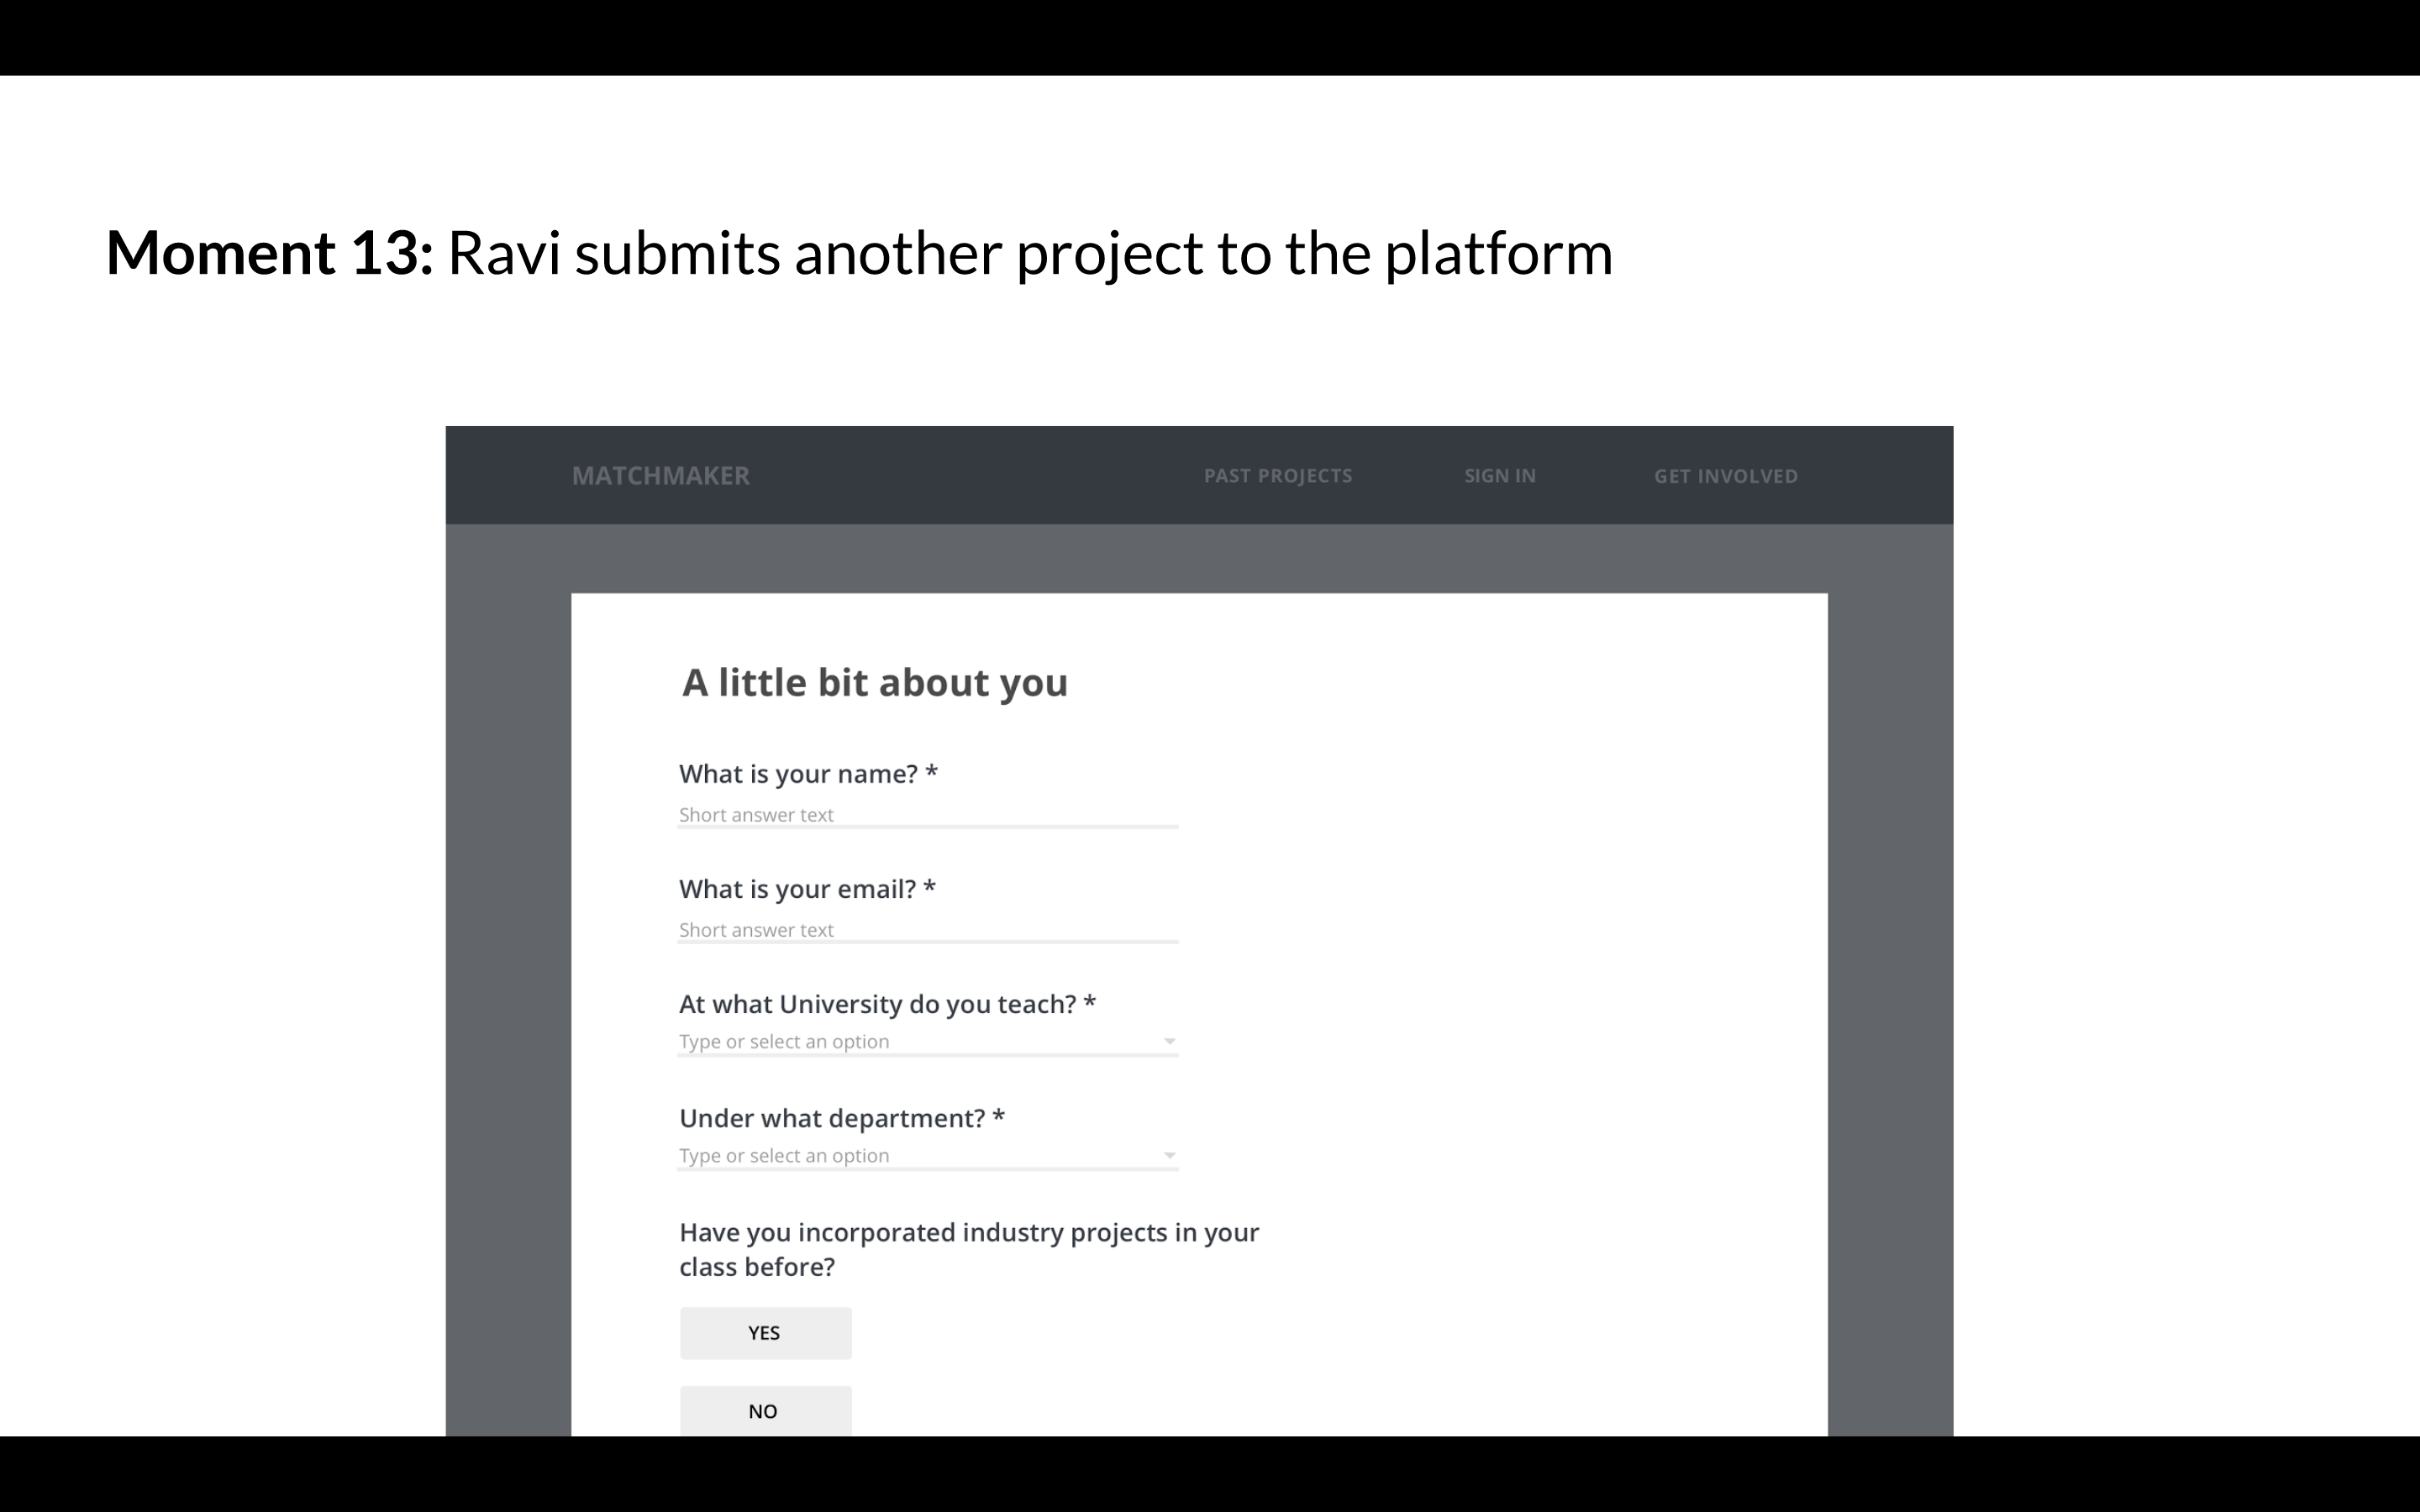 Moment 13: Ravi submits another project to the platform
MATCHMAKER
PAST PROJECTS
SIGN IN
GET INVOLVED
A little bit about you
What is your name? *
Short answer text
What is your email? *
Short answer text
At what University do you teach? *
Type or select an option
Under what department? *
Type or select an option
Have you incorporated industry projects in your
class before?
YES
NO